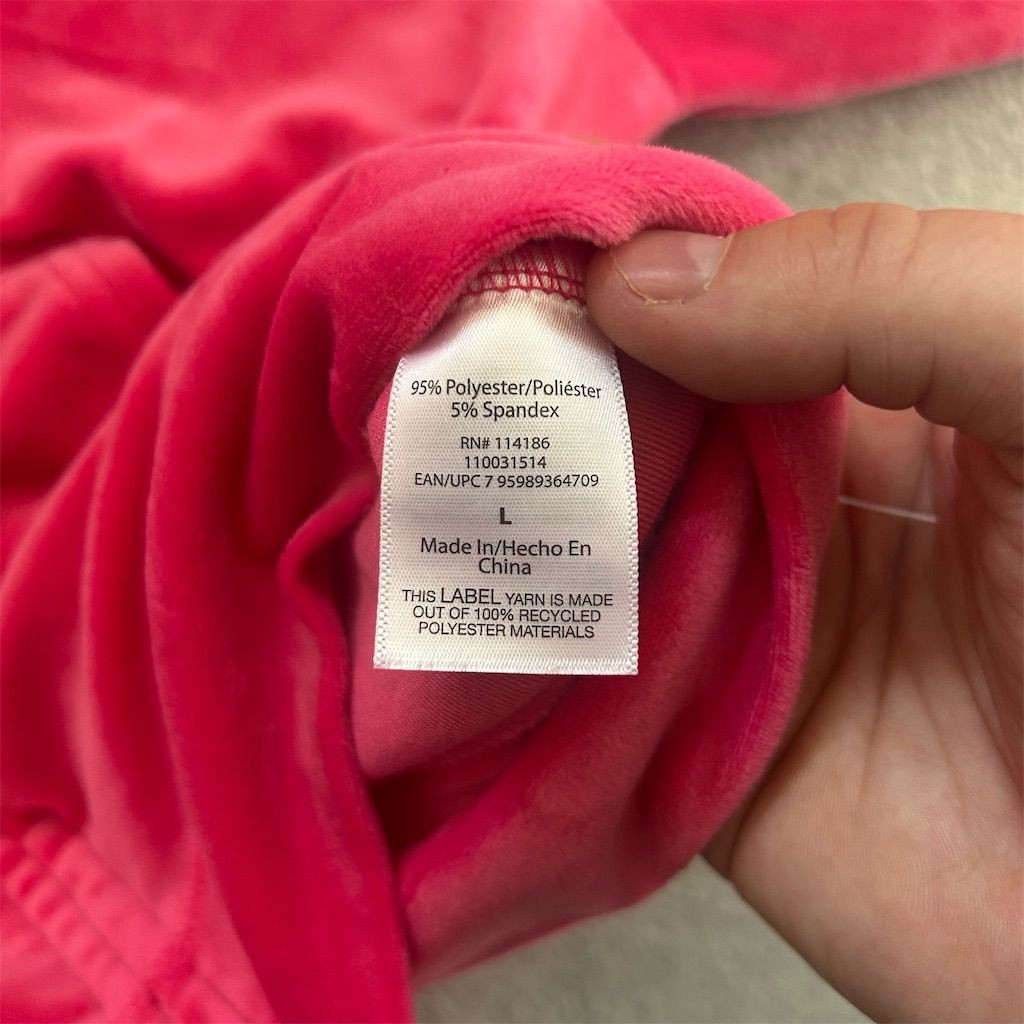 95% Polyester/Poliéster
5% Spandex
RN# 114186
110031514
EAN/UPC 7 95989364709
L
Made In/Hecho En
China
THIS LABEL YARN IS MADE
OUT OF 100% RECYCLED
POLYESTER MATERIALS